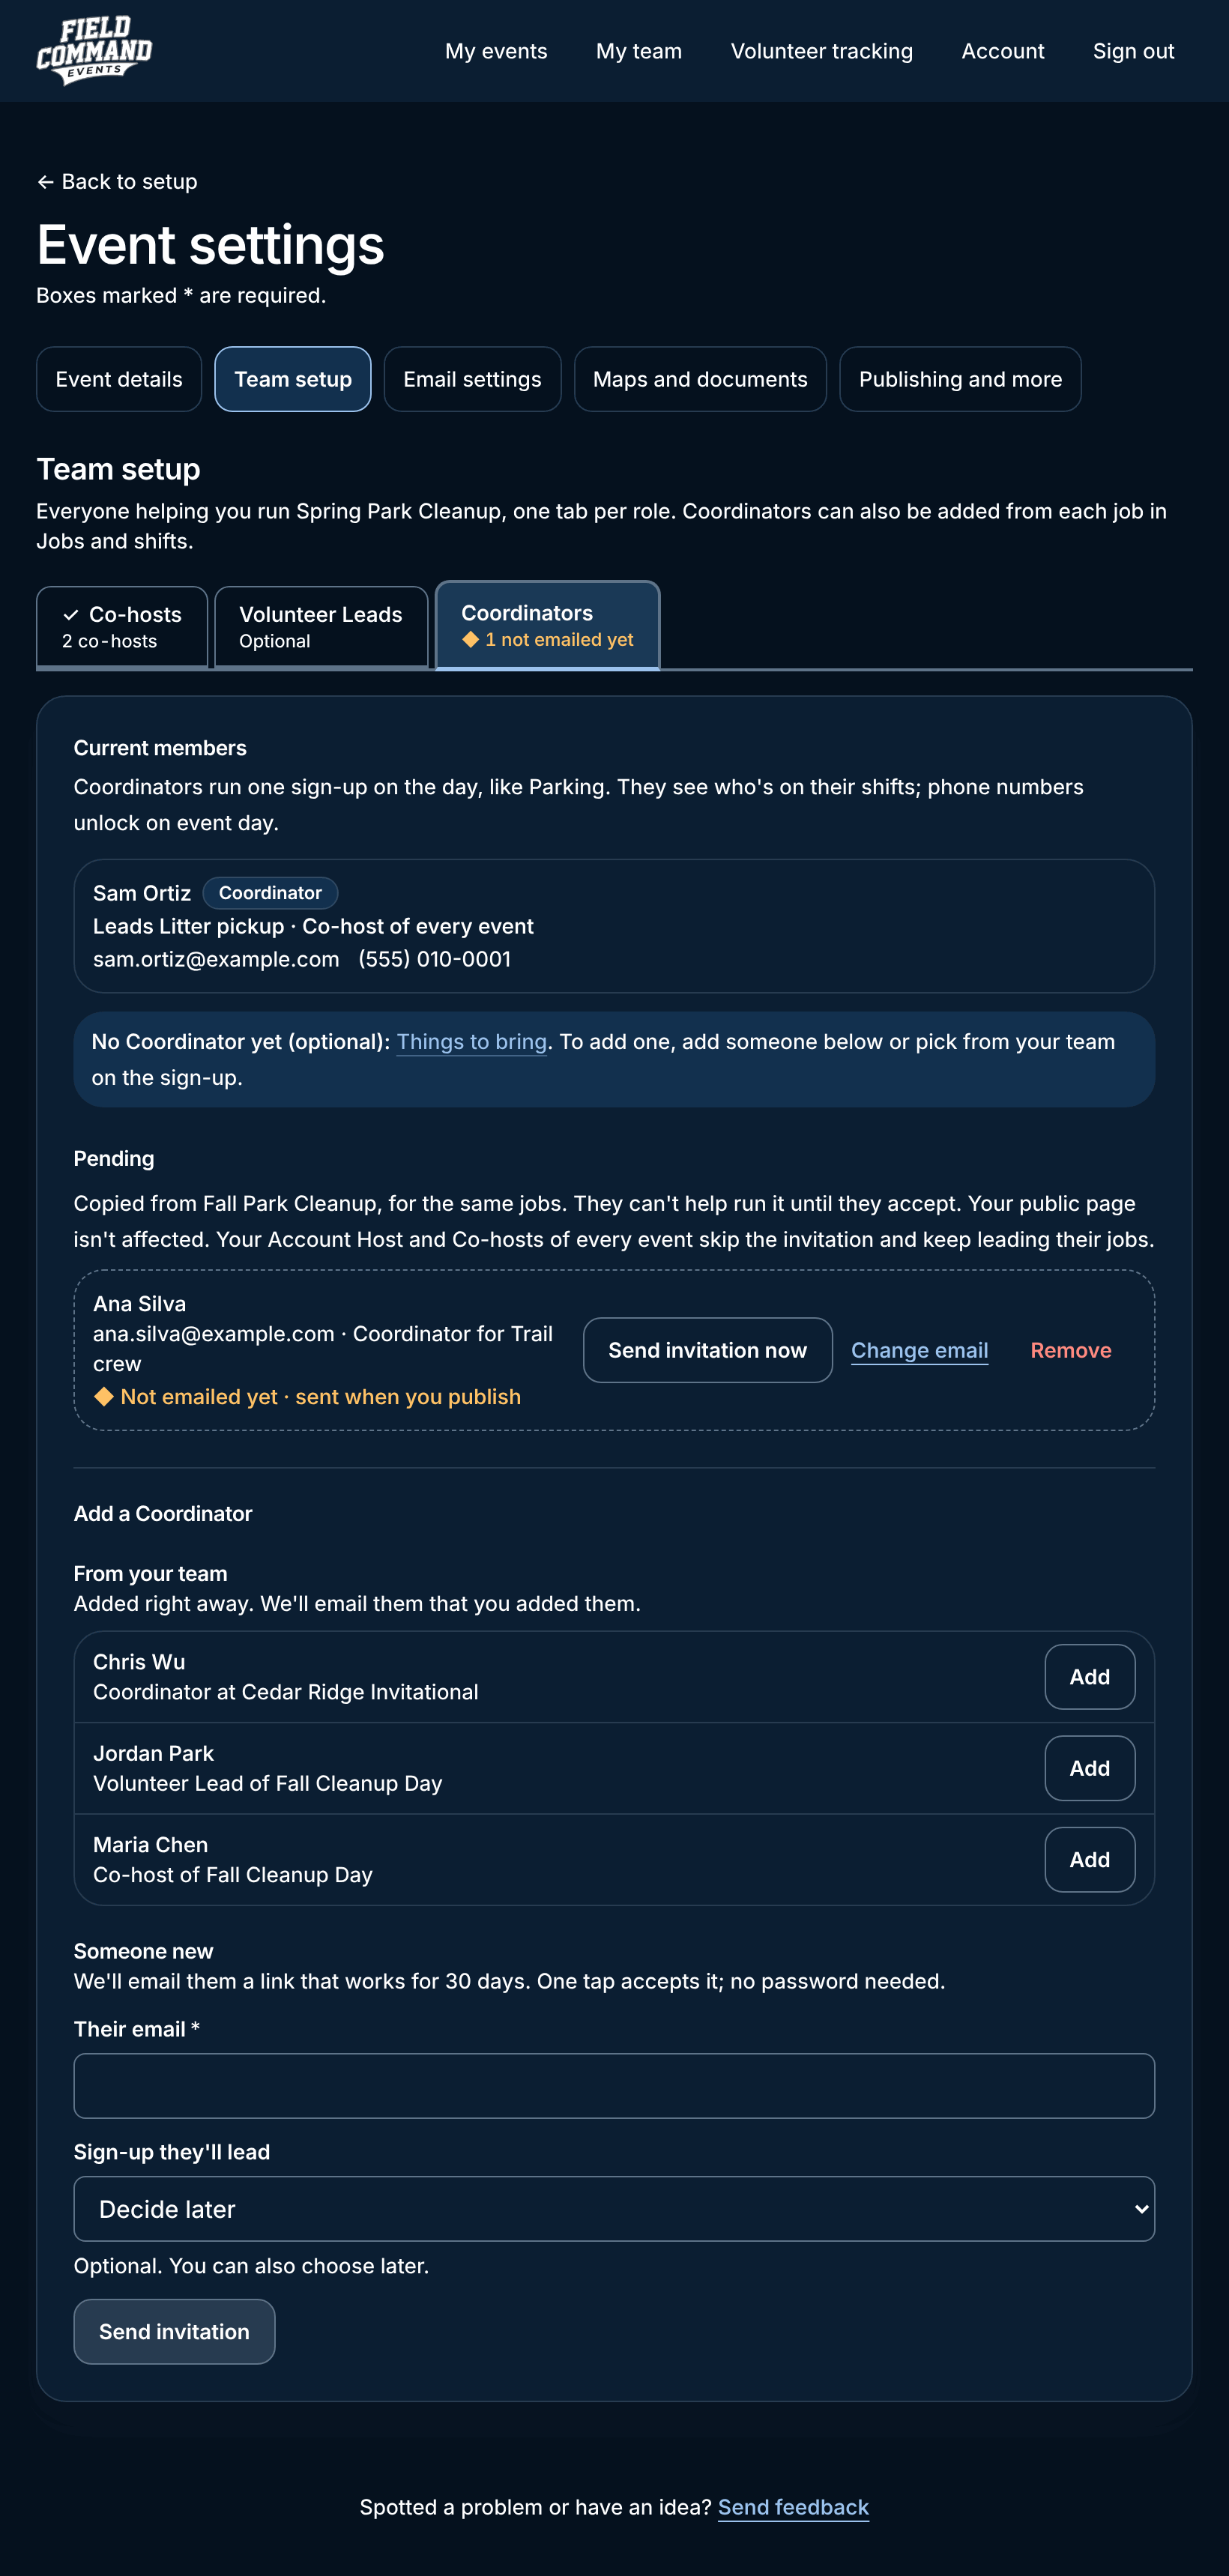 FIELD
COMMAND
EVENTS
My events
My team
Volunteer tracking
Account
Sign out
← Back to setup
Event settings
Boxes marked * are required.
Event details
Team setup
Email settings
Maps and documents
Publishing and more
Team setup
Everyone helping you run Spring Park Cleanup, one tab per role. Coordinators can also be added from each job in
Jobs and shifts.
✓ Co-hosts
2 co-hosts
Volunteer Leads
Optional
Coordinators
◆ 1 not emailed yet
Current members
Coordinators run one sign-up on the day, like Parking. They see who's on their shifts; phone numbers
unlock on event day.
Sam Ortiz Coordinator
Leads Litter pickup · Co-host of every event
sam.ortiz@example.com (555) 010-0001
No Coordinator yet (optional): Things to bring. To add one, add someone below or pick from your team
on the sign-up.
Pending
Copied from Fall Park Cleanup, for the same jobs. They can't help run it until they accept. Your public page
isn't affected. Your Account Host and Co-hosts of every event skip the invitation and keep leading their jobs.
Ana Silva
ana.silva@example.com · Coordinator for Trail
crew
◆ Not emailed yet · sent when you publish
Send invitation now
Change email
Remove
Add a Coordinator
From your team
Added right away. We'll email them that you added them.
Chris Wu
Coordinator at Cedar Ridge Invitational
Add
Jordan Park
Volunteer Lead of Fall Cleanup Day
Add
Maria Chen
Co-host of Fall Cleanup Day
Add
Someone new
We'll email them a link that works for 30 days. One tap accepts it; no password needed.
Their email *
Sign-up they'll lead
Decide later
Optional. You can also choose later.
Send invitation
Spotted a problem or have an idea? Send feedback